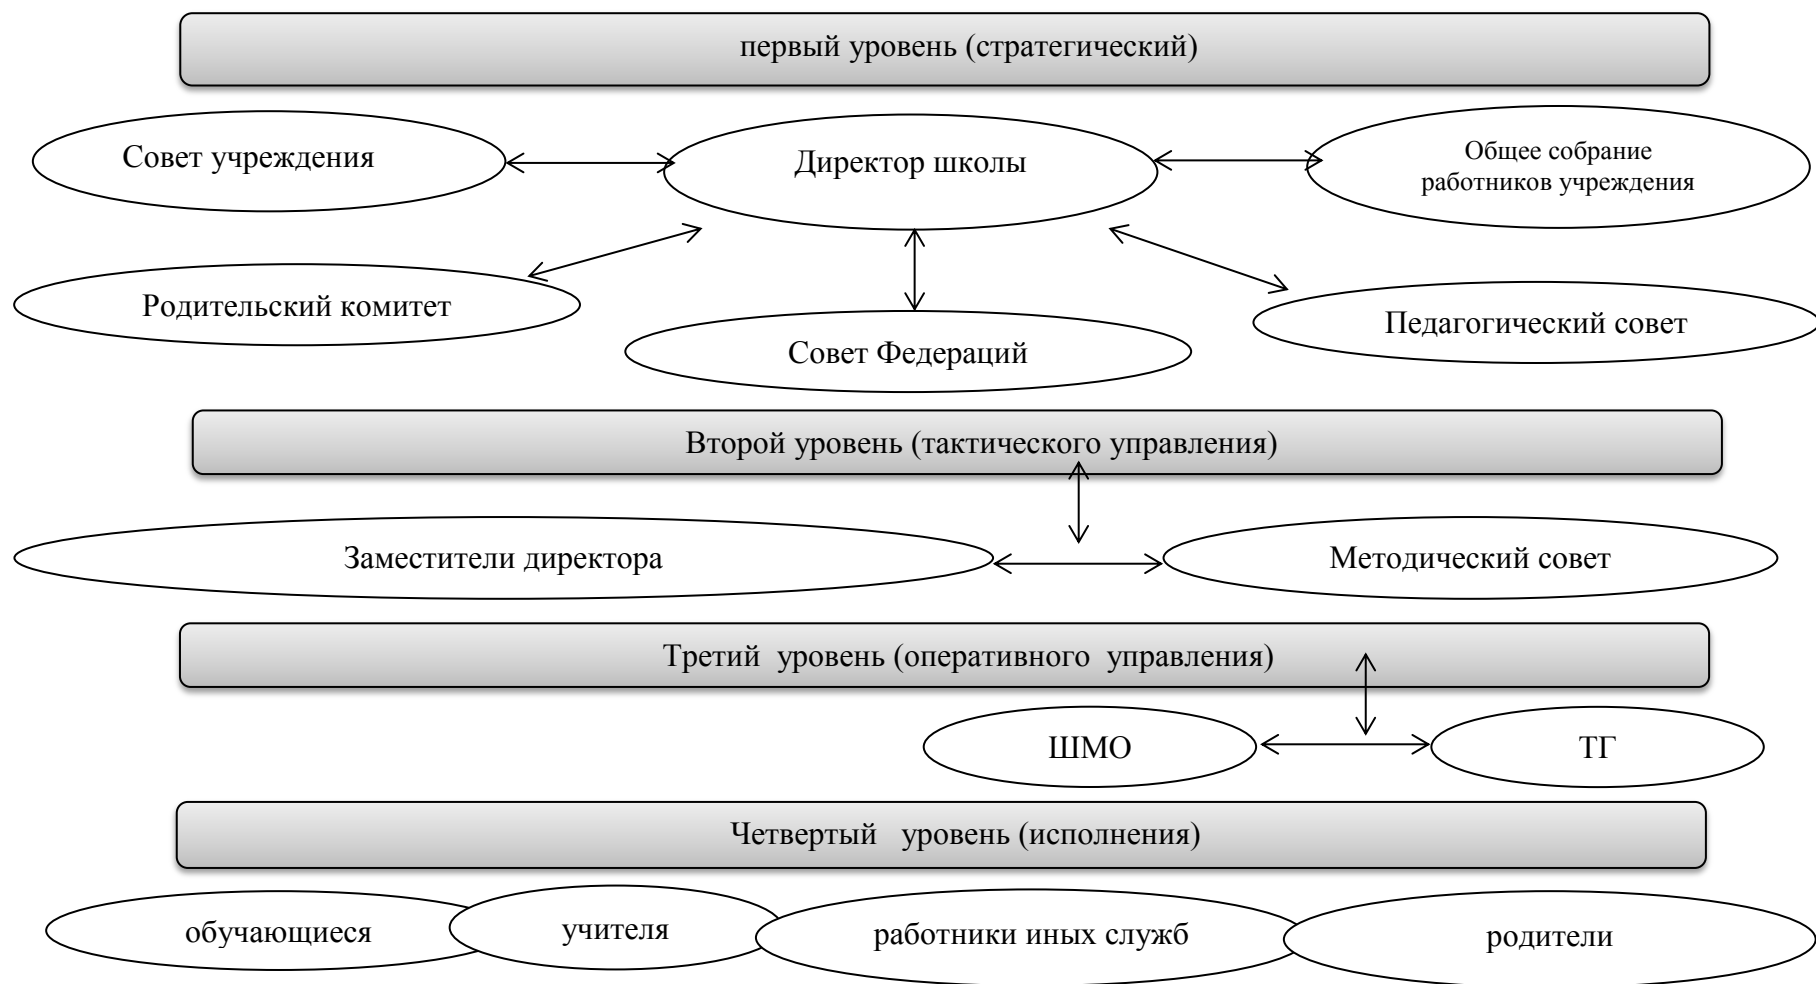 первый уровень (стратегический)
Совет учреждения
Директор школы
Общее собрание
работников учреждения
Родительский комитет
Совет Федераций
Педагогический совет
Второй уровень (тактического управления)
Заместители директора
Методический совет
Третий уровень (оперативного управления)
ШМО
ТГ
Четвертый уровень (исполнения)
обучающиеся
учителя
работники иных служб
родители